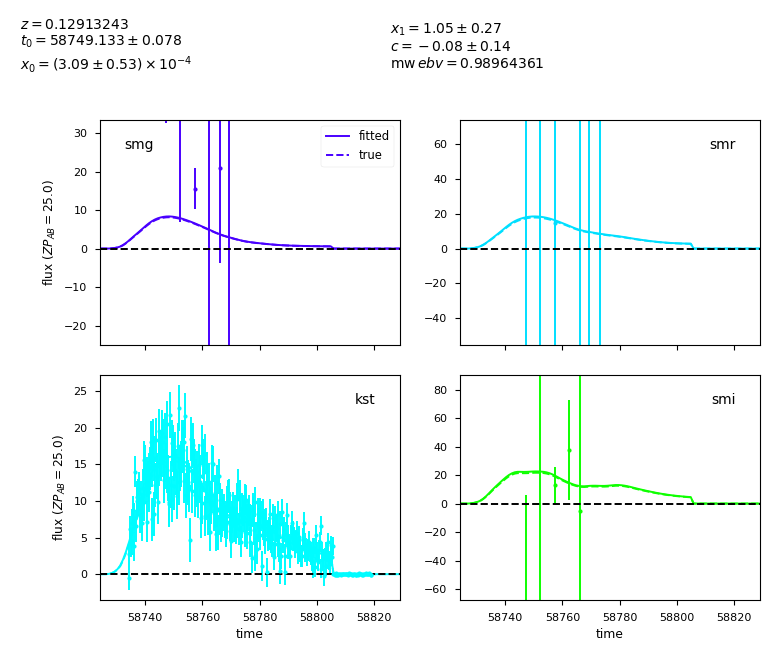 z = 0.12913243
t₀ = 58749.133 ± 0.078
x₀ = (3.09 ± 0.53) × 10⁻⁴
x₁ = 1.05 ± 0.27
c = −0.08 ± 0.14
mw ebv = 0.98964361
smg
fitted
true
flux (ZP_AB = 25.0)
30
20
10
0
−10
−20
smr
60
40
20
0
−20
−40
kst
flux (ZP_AB = 25.0)
25
20
15
10
5
0
58740 58760 58780 58800 58820
time
smi
80
60
40
20
0
−20
−40
−60
58740 58760 58780 58800 58820
time